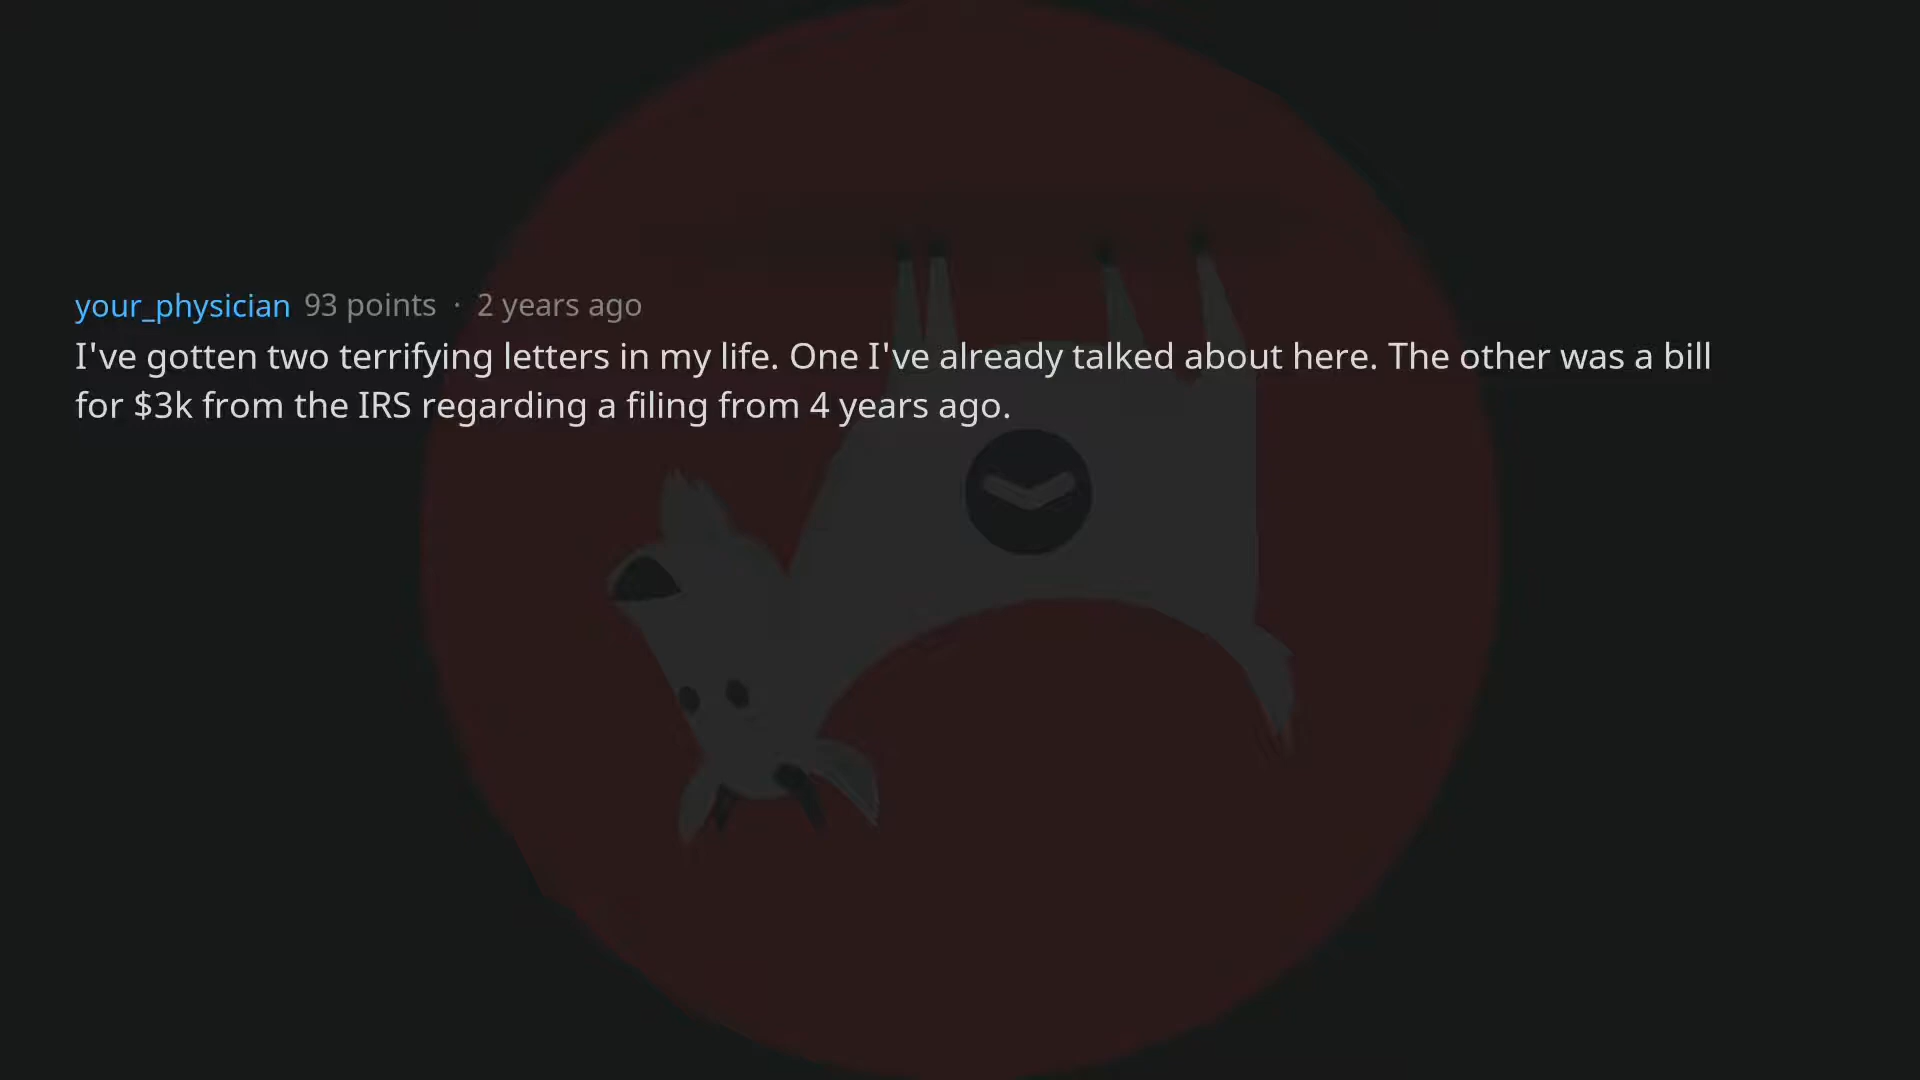 your_physician 93 points · 2 years ago
I've gotten two terrifying letters in my life. One I've already talked about here. The other was a bill
for $3k from the IRS regarding a filing from 4 years ago.